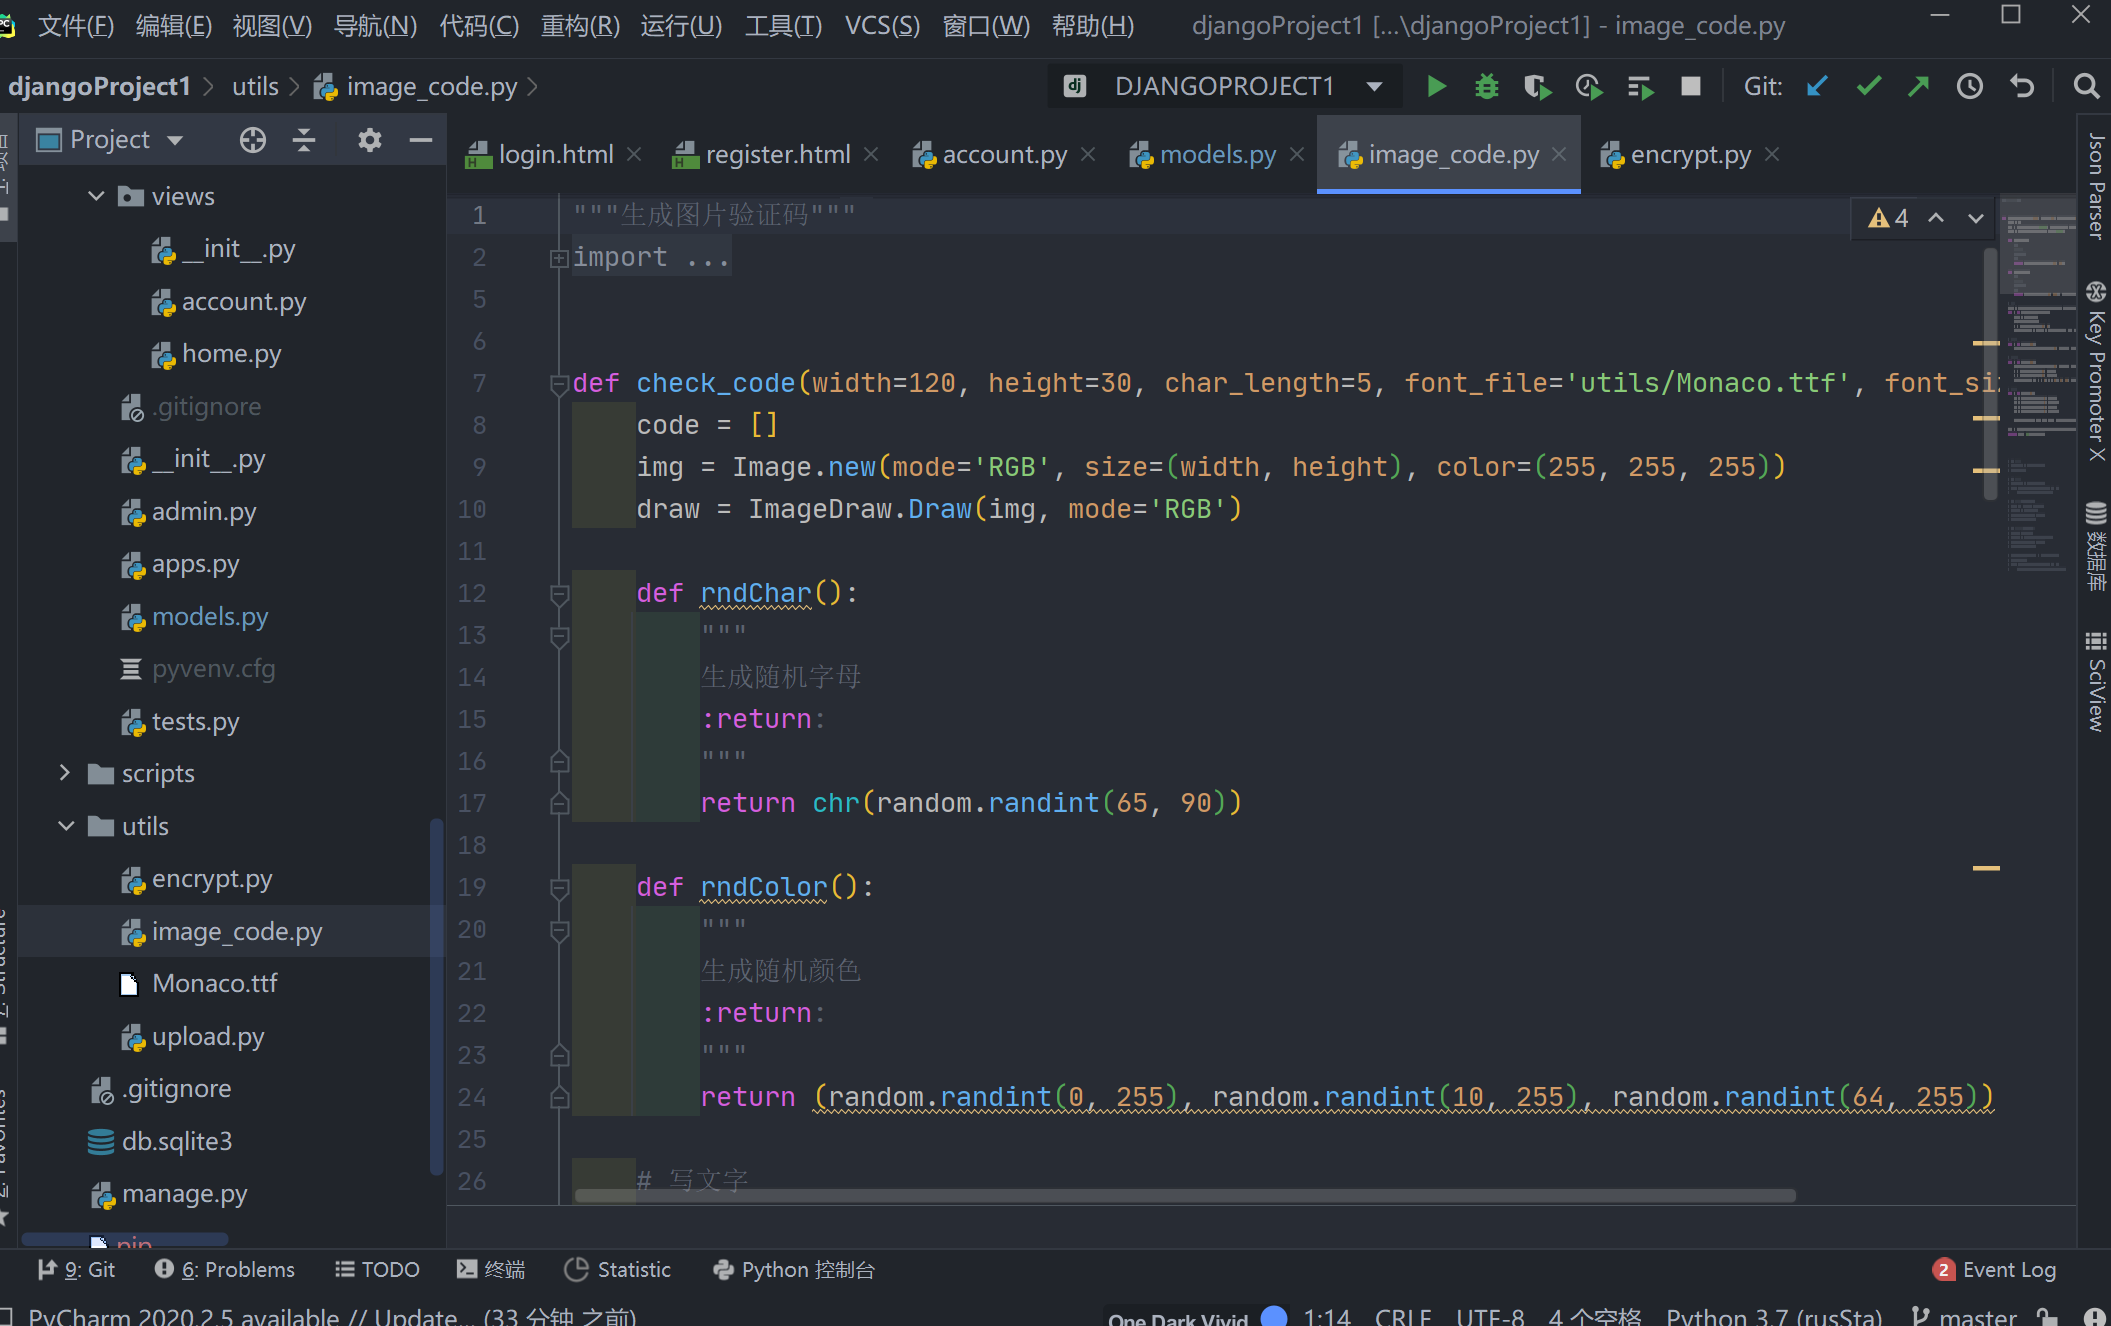 文件(F) 编辑(E) 视图(V) 导航(N) 代码(C) 重构(R) 运行(U) 工具(T) VCS(S) 窗口(W) 帮助(H) djangoProject1 [...\djangoProject1] - image_code.py
djangoProject1 utils image_code.py DJANGOPROJECT1 Git:
Project
login.html register.html account.py models.py image_code.py encrypt.py
views
__init__.py
account.py
home.py
.gitignore
__init__.py
admin.py
apps.py
models.py
pyvenv.cfg
tests.py
scripts
utils
encrypt.py
image_code.py
Monaco.ttf
upload.py
.gitignore
db.sqlite3
manage.py
4
1 """生成图片验证码"""
2 import ...
5
6
7 def check_code(width=120, height=30, char_length=5, font_file='utils/Monaco.ttf', font_si
8 code = []
9 img = Image.new(mode='RGB', size=(width, height), color=(255, 255, 255))
10 draw = ImageDraw.Draw(img, mode='RGB')
11
12 def rndChar():
13 """
14 生成随机字母
15 :return:
16 """
17 return chr(random.randint(65, 90))
18
19 def rndColor():
20 """
21 生成随机颜色
22 :return:
23 """
24 return (random.randint(0, 255), random.randint(10, 255), random.randint(64, 255))
25
26 # 写文字
Json Parser
Key Promoter X
数据库
SciView
9: Git 6: Problems TODO 终端 Statistic Python 控制台 2 Event Log
PyCharm 2020.2.5 available // Update... (33 分钟 之前) One Dark Vivid 1:14 CRLF UTF-8 4 个空格 Python 3.7 (rusSta) master